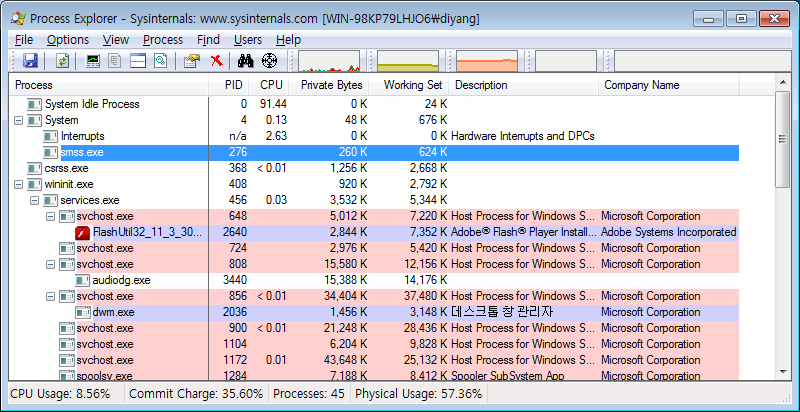 Process Explorer - Sysinternals: www.sysinternals.com [WIN-98KP79LHJO6₩diyang]
File Options View Process Find Users Help
Process PID CPU Private Bytes Working Set Description Company Name
System Idle Process 0 91.44 0 K 24 K
System 4 0.13 48 K 676 K
Interrupts n/a 2.63 0 K 0 K Hardware Interrupts and DPCs
smss.exe 276 260 K 624 K
csrss.exe 368 < 0.01 1,256 K 2,668 K
wininit.exe 408 920 K 2,792 K
services.exe 456 0.03 3,532 K 5,344 K
svchost.exe 648 5,012 K 7,220 K Host Process for Windows S... Microsoft Corporation
FlashUtil32_11_3_30... 2640 2,844 K 7,352 K Adobe® Flash® Player Install... Adobe Systems Incorporated
svchost.exe 724 2,976 K 5,420 K Host Process for Windows S... Microsoft Corporation
svchost.exe 808 15,580 K 12,156 K Host Process for Windows S... Microsoft Corporation
audiodg.exe 3440 15,388 K 14,176 K
svchost.exe 856 < 0.01 34,404 K 37,480 K Host Process for Windows S... Microsoft Corporation
dwm.exe 2036 1,456 K 3,148 K 데스크톱 창 관리자 Microsoft Corporation
svchost.exe 900 < 0.01 21,248 K 28,436 K Host Process for Windows S... Microsoft Corporation
svchost.exe 1104 6,204 K 9,828 K Host Process for Windows S... Microsoft Corporation
svchost.exe 1172 0.01 43,648 K 25,132 K Host Process for Windows S... Microsoft Corporation
spoolsv.exe 1284 7,188 K 8,412 K Spooler SubSystem App Microsoft Corporation
CPU Usage: 8.56% Commit Charge: 35.60% Processes: 45 Physical Usage: 57.36%